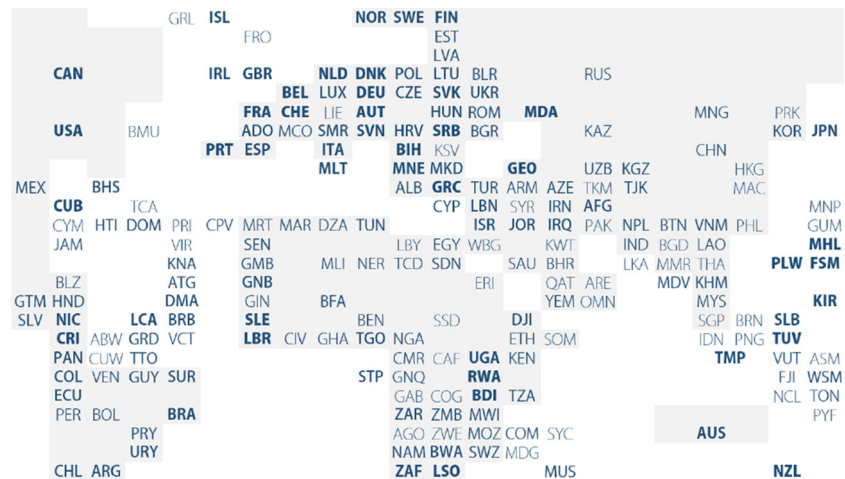 GRL ISL NOR SWE FIN
FRO EST
LVA
CAN IRL GBR NLD DNK POL LTU BLR RUS
BEL LUX DEU CZE SVK UKR
FRA CHE LIE AUT HUN ROM MDA MNG PRK
USA BMU ADO MCO SMR SVN HRV SRB BGR KAZ KOR JPN
PRT ESP ITA BIH KSV CHN
MLT MNE MKD GEO UZB KGZ HKG
MEX BHS ALB GRC TUR ARM AZE TKM TJK MAC
CUB TCA CYP LBN SYR IRN AFG MNP
CYM HTI DOM PRI CPV MRT MAR DZA TUN ISR JOR IRQ PAK NPL BTN VNM PHL GUM
JAM VIR SEN LBY EGY WBG KWT IND BGD LAO MHL
KNA GMB MLI NER TCD SDN SAU BHR LKA MMR THA PLW FSM
BLZ ATG GNB ERI QAT ARE MDV KHM
GTM HND DMA GIN BFA YEM OMN MYS KIR
SLV NIC LCA BRB SLE BEN SSD DJI SGP BRN SLB
CRI ABW GRD VCT LBR CIV GHA TGO NGA ETH SOM IDN PNG TUV
PAN CUW TTO CMR CAF UGA KEN TMP VUT ASM
COL VEN GUY SUR STP GNQ RWA FJI WSM
ECU GAB COG BDI TZA NCL TON
PER BOL BRA ZAR ZMB MWI PYF
PRY AGO ZWE MOZ COM SYC AUS
URY NAM BWA SWZ MDG
CHL ARG ZAF LSO MUS NZL